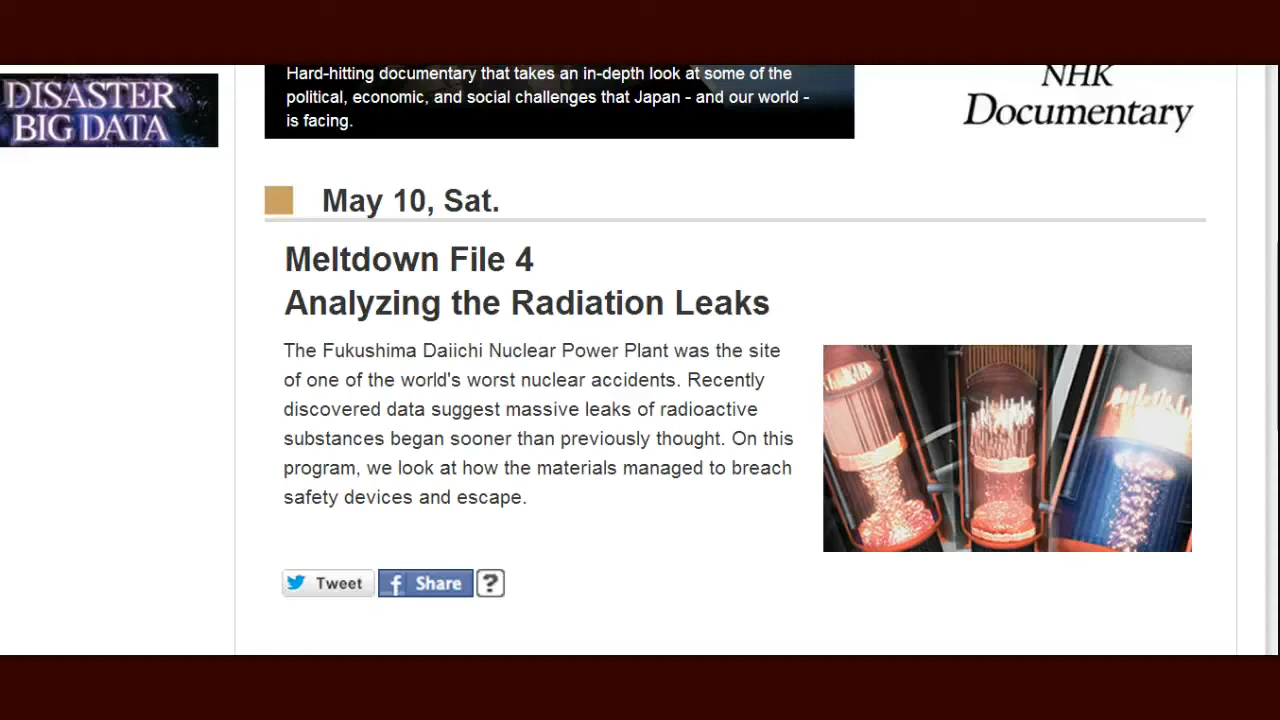 DISASTER
BIG DATA
Hard-hitting documentary that takes an in-depth look at some of the
political, economic, and social challenges that Japan - and our world -
is facing.
NHK
Documentary
May 10, Sat.
Meltdown File 4
Analyzing the Radiation Leaks
The Fukushima Daiichi Nuclear Power Plant was the site
of one of the world's worst nuclear accidents. Recently
discovered data suggest massive leaks of radioactive
substances began sooner than previously thought. On this
program, we look at how the materials managed to breach
safety devices and escape.
Tweet
f Share
?